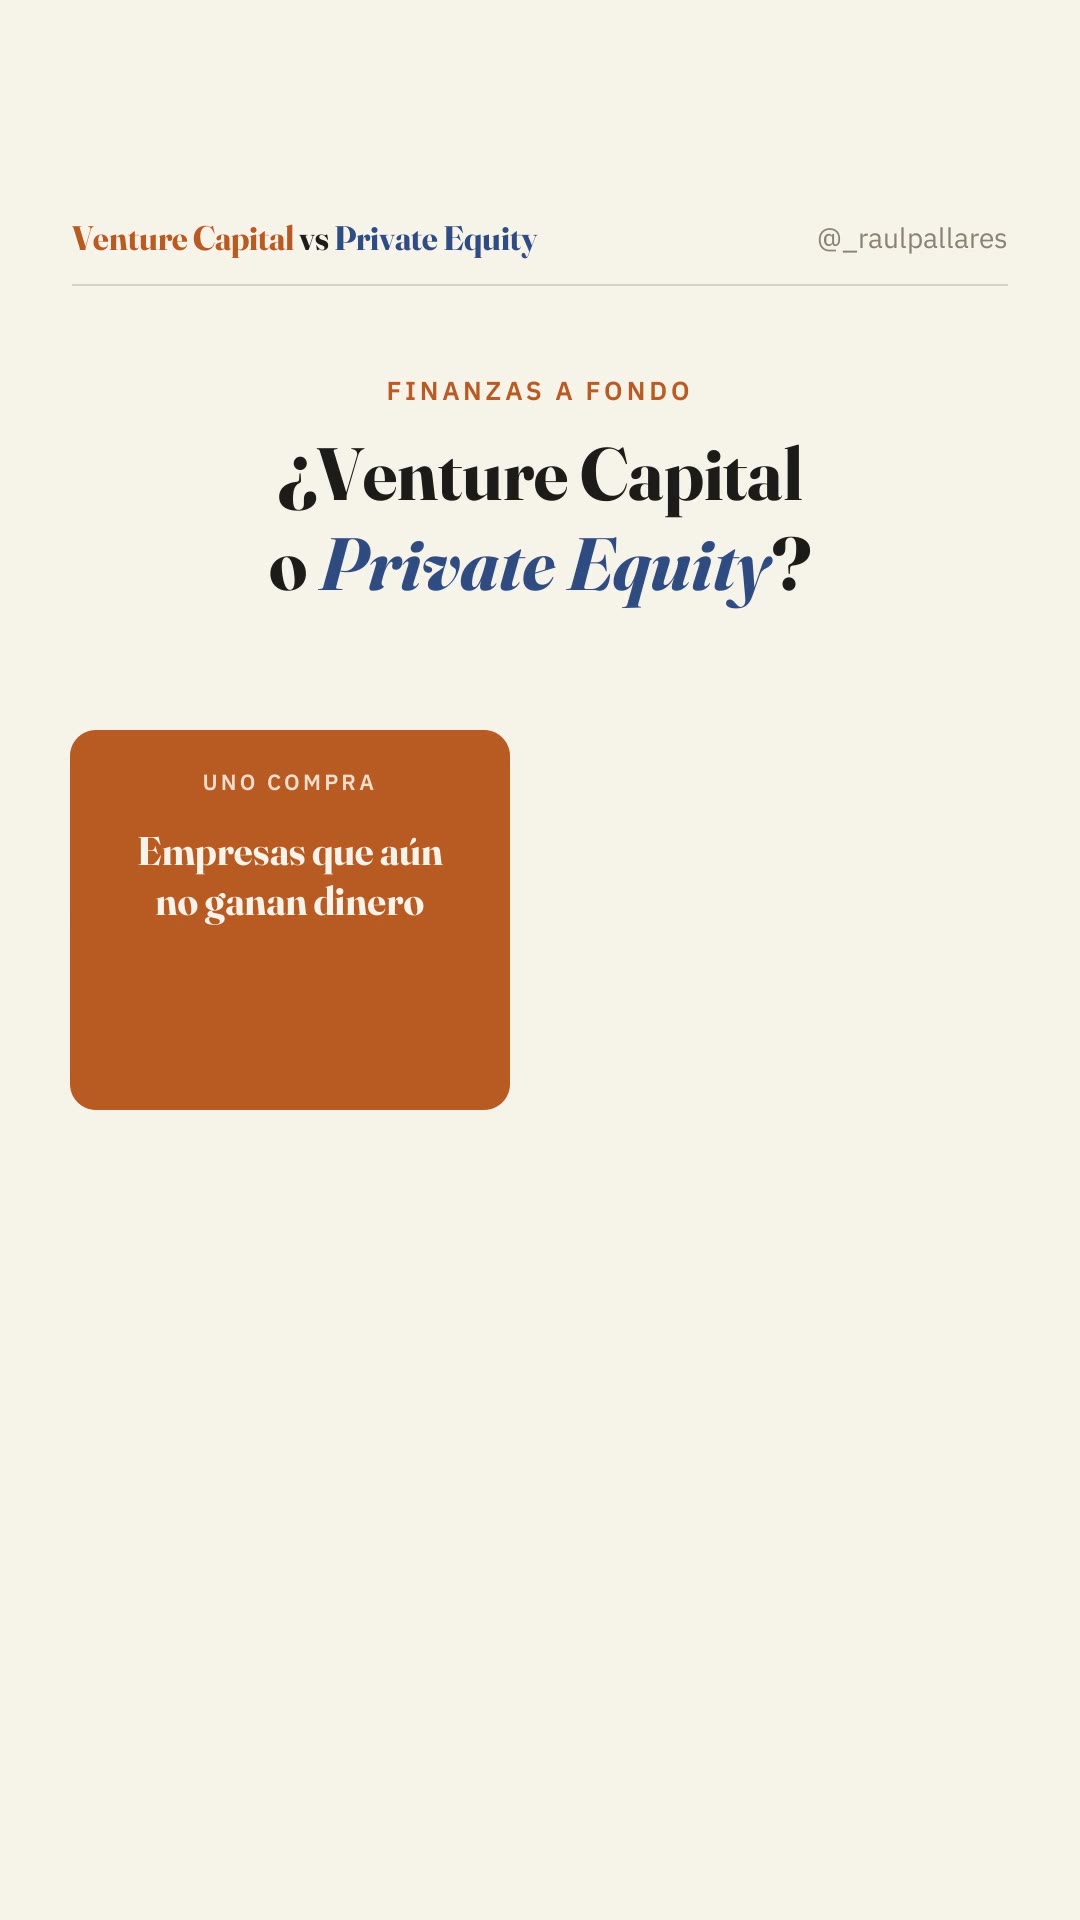 Venture Capital vs Private Equity
@_raulpallares
FINANZAS A FONDO
¿Venture Capital
o Private Equity?
UNO COMPRA
Empresas que aún
no ganan dinero